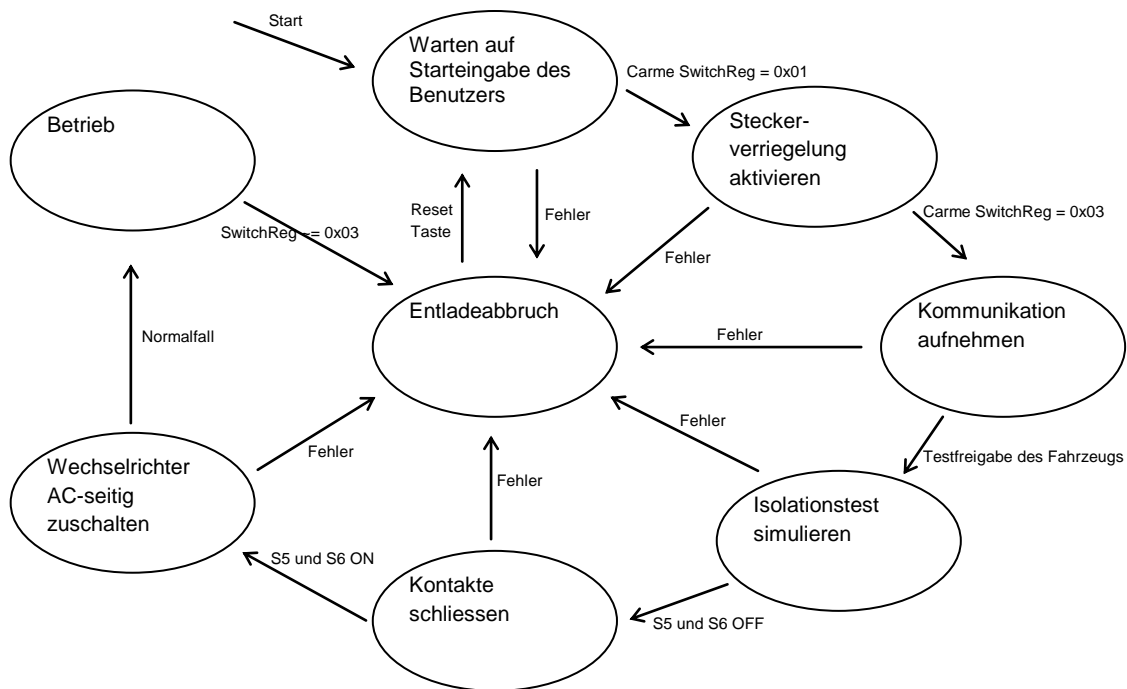 Start
Warten auf
Starteingabe des
Benutzers
Carme SwitchReg = 0x01
Betrieb
Stecker-
verriegelung
aktivieren
Reset
Taste
Fehler
Carme SwitchReg = 0x03
SwitchReg ~= 0x03
Fehler
Entladeabbruch
Kommunikation
aufnehmen
Normalfall
Fehler
Fehler
Fehler
Testfreigabe des Fahrzeugs
Wechselrichter
AC-seitig
zuschalten
Fehler
Isolationstest
simulieren
S5 und S6 ON
Kontakte
schliessen
S5 und S6 OFF